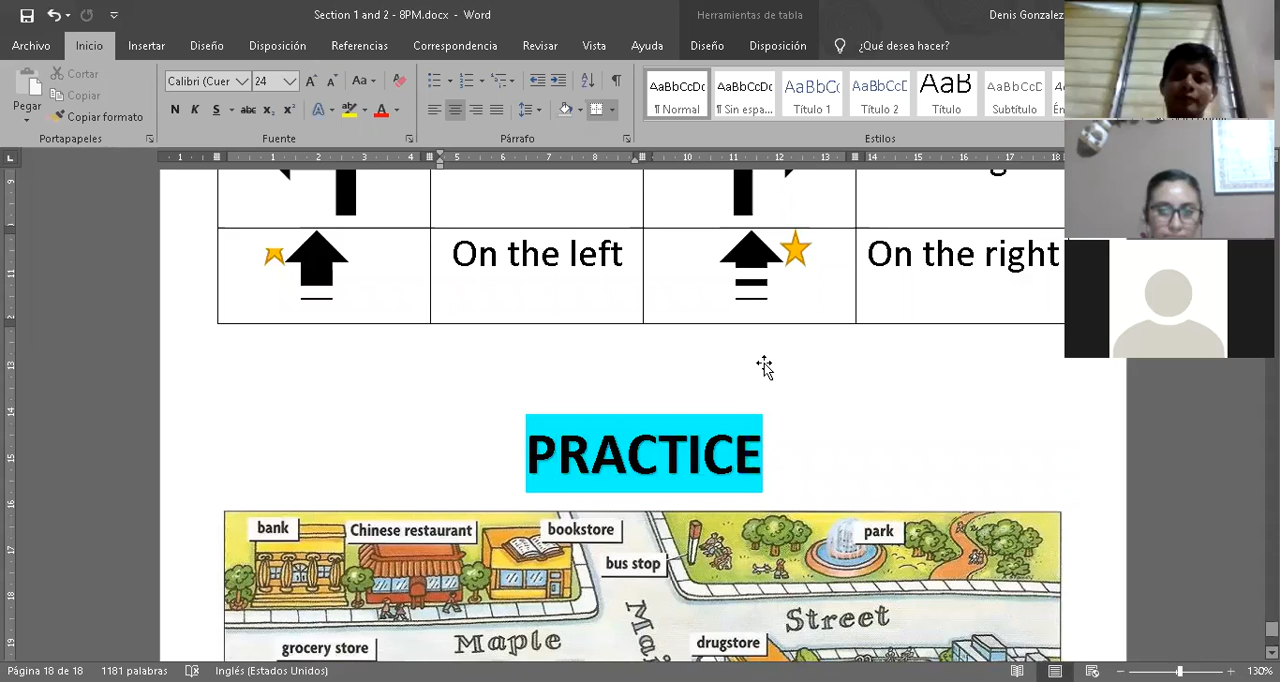 Section 1 and 2 - 8PM.docx - Word
Herramientas de tabla
Denis Gonzalez
Archivo
Inicio
Insertar
Diseño
Disposición
Referencias
Correspondencia
Revisar
Vista
Ayuda
Diseño
Disposición
¿Qué desea hacer?
Pegar
Cortar
Copiar
Copiar formato
Portapapeles
Calibri (Cuer
24
Fuente
Párrafo
AaBbCcDc
¶ Normal
AaBbCcDc
¶ Sin espa...
AaBbCc
Título 1
AaBbCcD
Título 2
AaB
Título
AaBbCcD
Subtítulo
Estilos
On the left
On the right
PRACTICE
bank
Chinese restaurant
bookstore
bus stop
park
Maple
Street
grocery store
drugstore
Página 18 de 18
1181 palabras
Inglés (Estados Unidos)
130%